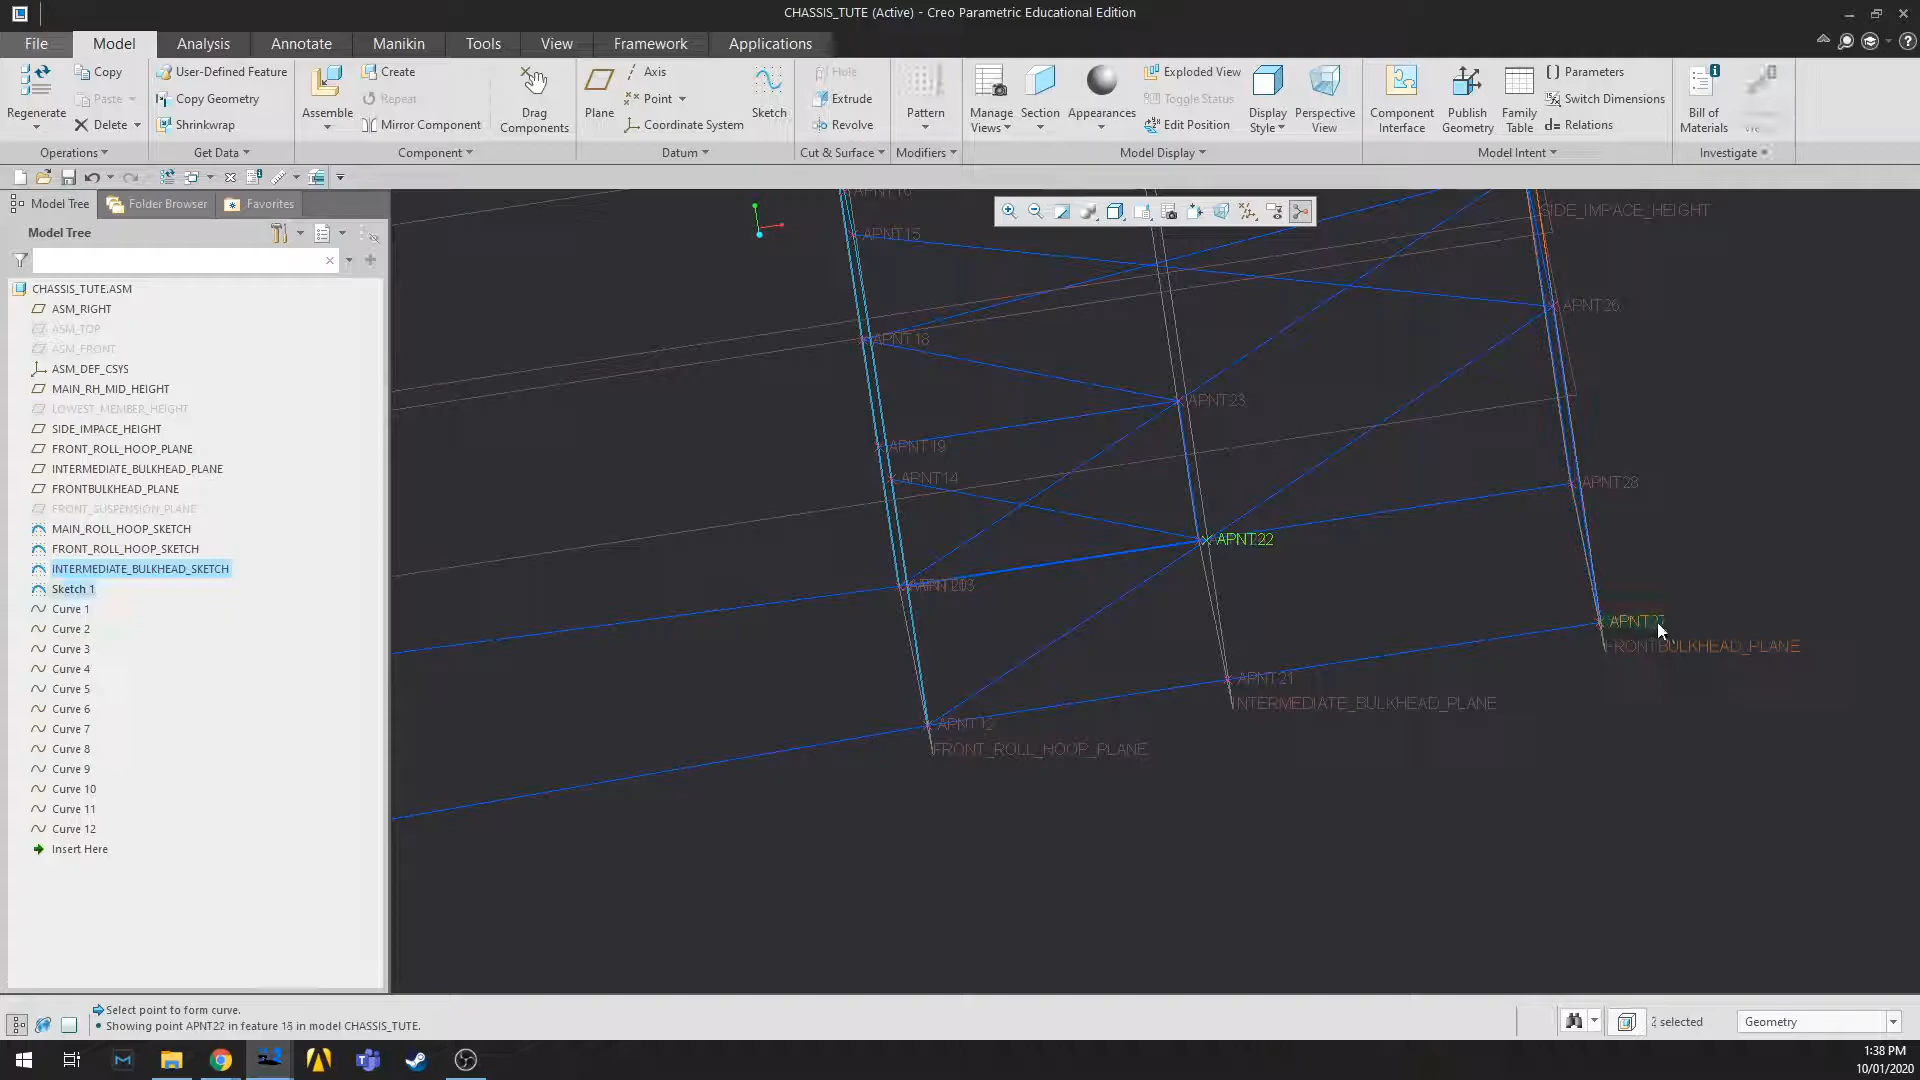 CHASSIS_TUTE (Active) - Creo Parametric Educational Edition
File Model Analysis Annotate Manikin Tools View Framework Applications
Regenerate
Copy
Paste
Delete
Operations
User-Defined Feature
Copy Geometry
Shrinkwrap
Get Data
Assemble
Create
Repeat
Mirror Component
Drag Components
Component
Plane
Axis
Point
Coordinate System
Sketch
Datum
Hole
Extrude
Revolve
Cut & Surface
Pattern
Modifiers
Manage Views
Section
Appearances
Exploded View
Toggle Status
Edit Position
Display Style
Perspective View
Model Display
Component Interface
Publish Geometry
Family Table
Parameters
Switch Dimensions
Relations
Model Intent
Bill of Materials
Investigate
Model Tree Folder Browser Favorites
Model Tree
CHASSIS_TUTE.ASM
ASM_RIGHT
ASM_TOP
ASM_FRONT
ASM_DEF_CSYS
MAIN_RH_MID_HEIGHT
LOWEST_MEMBER_HEIGHT
SIDE_IMPACE_HEIGHT
FRONT_ROLL_HOOP_PLANE
INTERMEDIATE_BULKHEAD_PLANE
FRONTBULKHEAD_PLANE
FRONT_SUSPENSION_PLANE
MAIN_ROLL_HOOP_SKETCH
FRONT_ROLL_HOOP_SKETCH
INTERMEDIATE_BULKHEAD_SKETCH
Sketch 1
Curve 1
Curve 2
Curve 3
Curve 4
Curve 5
Curve 6
Curve 7
Curve 8
Curve 9
Curve 10
Curve 11
Curve 12
Insert Here
APNT16
SIDE_IMPACE_HEIGHT
APNT15
APNT26
APNT18
APNT23
APNT19
APNT14
APNT28
APNT22
APNT27
FRONTBULKHEAD_PLANE
APNT21
INTERMEDIATE_BULKHEAD_PLANE
APNT12
FRONT_ROLL_HOOP_PLANE
Select point to form curve.
Showing point APNT22 in feature 18 in model CHASSIS_TUTE.
2 selected
Geometry
1:38 PM
10/01/2020